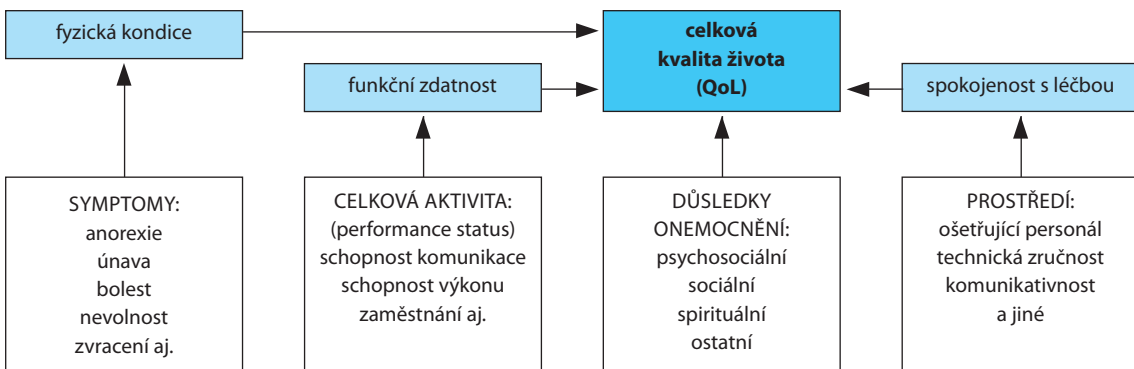 fyzická kondice
celková
kvalita života
(QoL)
funkční zdatnost
spokojenost s léčbou
SYMPTOMY:
anorexie
únava
bolest
nevolnost
zvracení aj.
CELKOVÁ AKTIVITA:
(performance status)
schopnost komunikace
schopnost výkonu
zaměstnání aj.
DŮSLEDKY
ONEMOCNĚNÍ:
psychosociální
sociální
spirituální
ostatní
PROSTŘEDÍ:
ošetřující personál
technická zručnost
komunikativnost
a jiné